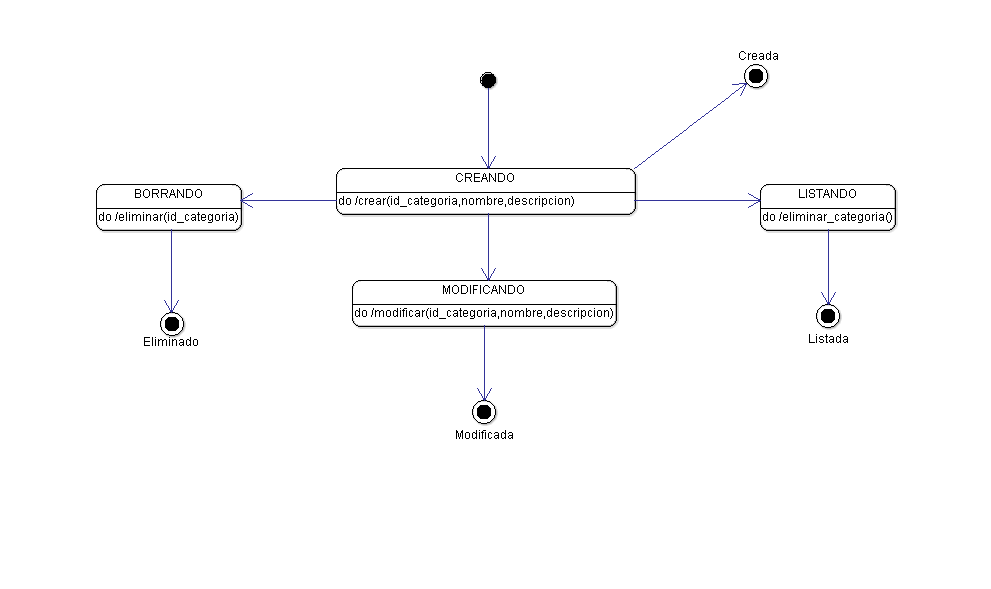 Creada
CREANDO
do /crear(id_categoria,nombre,descripcion)
BORRANDO
do /eliminar(id_categoria)
LISTANDO
do /eliminar_categoria()
MODIFICANDO
do /modificar(id_categoria,nombre,descripcion)
Eliminado
Listada
Modificada